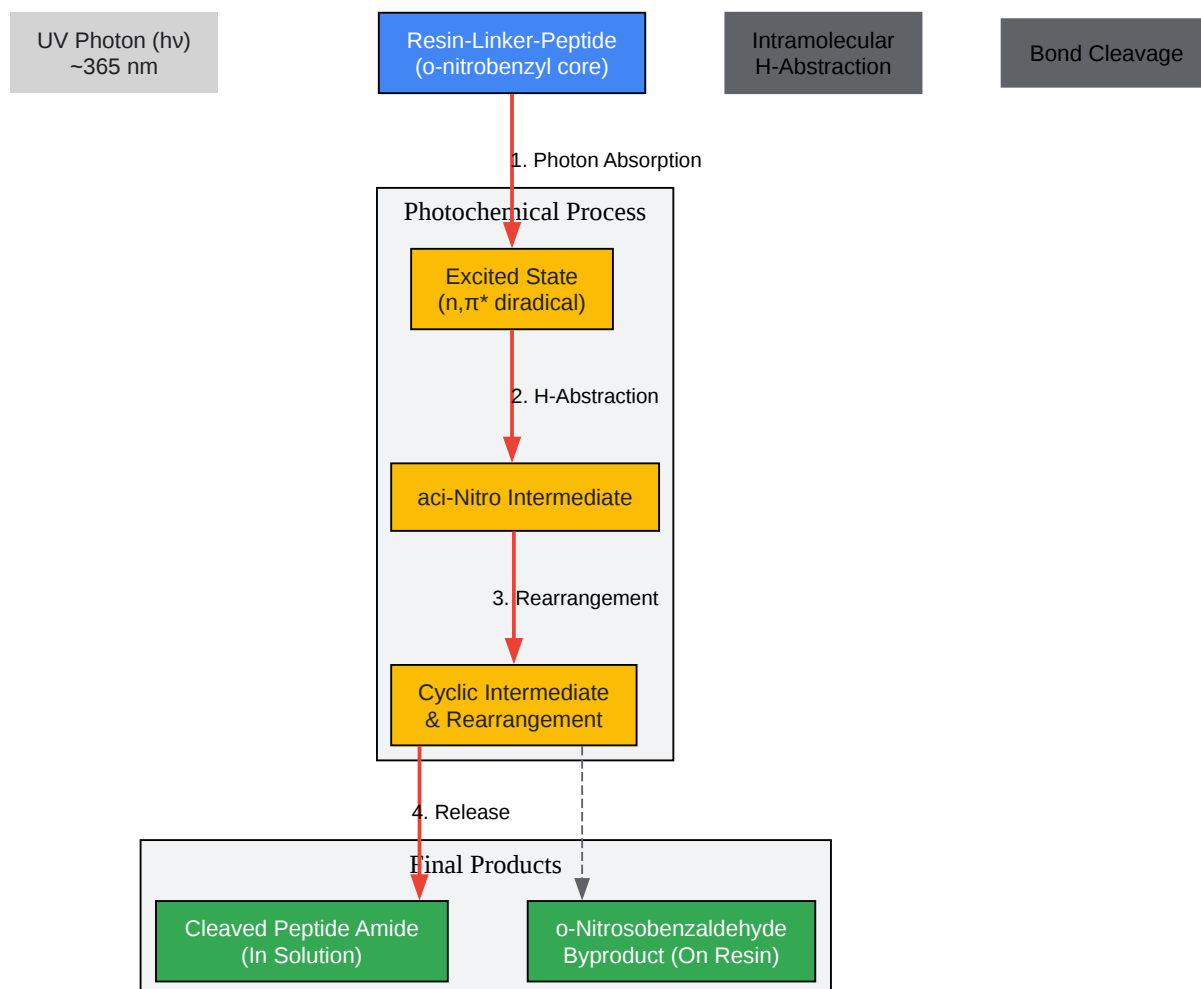 UV Photon (hν)
~365 nm
Resin-Linker-Peptide
(o-nitrobenzyl core)
Intramolecular
H-Abstraction
Bond Cleavage
1. Photon Absorption
Photochemical Process
Excited State
(n,π* diradical)
2. H-Abstraction
aci-Nitro Intermediate
3. Rearrangement
Cyclic Intermediate
& Rearrangement
4. Release
Final Products
Cleaved Peptide Amide
(In Solution)
o-Nitrosobenzaldehyde
Byproduct (On Resin)